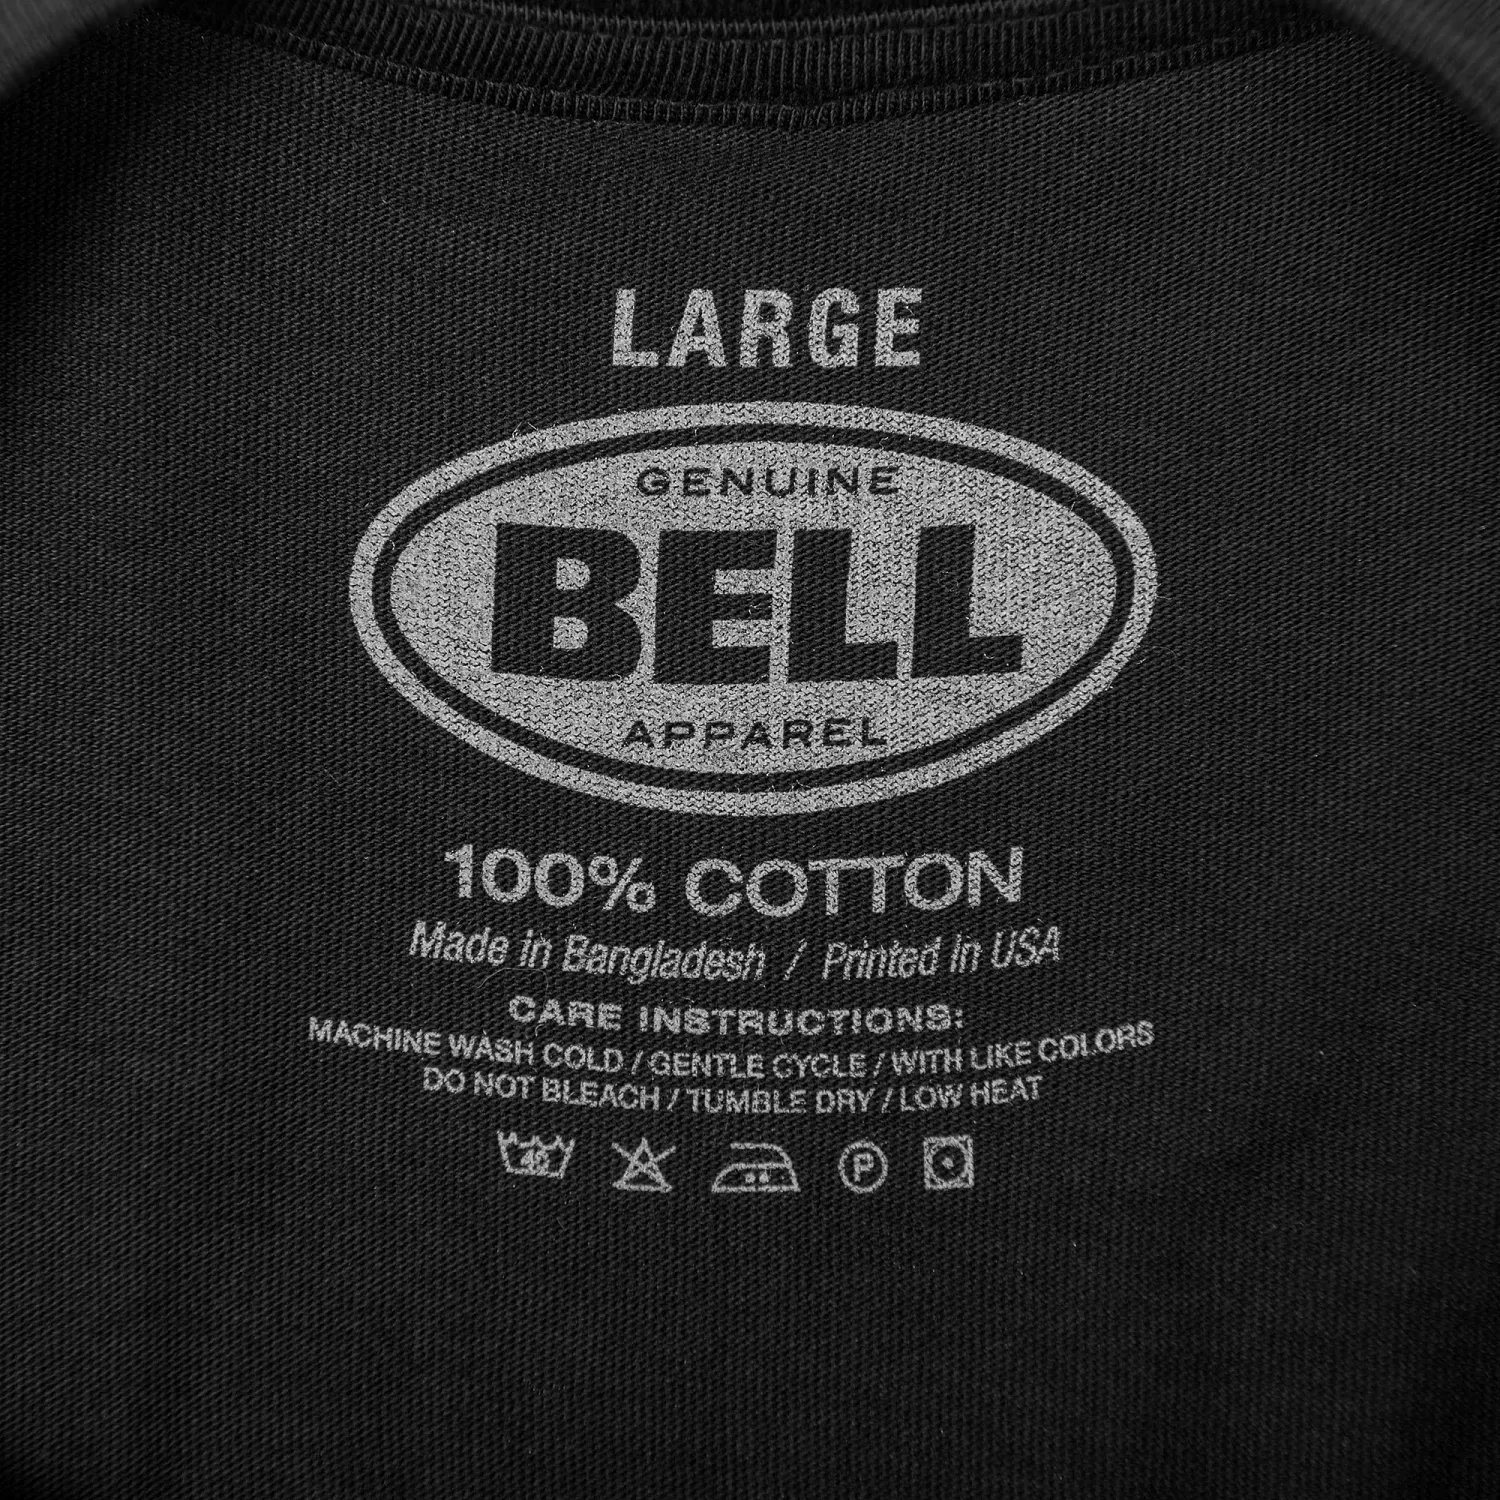 LARGE
GENUINE
BELL
APPAREL
100% COTTON
Made in Bangladesh / Printed in USA
CARE INSTRUCTIONS:
MACHINE WASH COLD / GENTLE CYCLE / WITH LIKE COLORS
DO NOT BLEACH / TUMBLE DRY / LOW HEAT
40 P